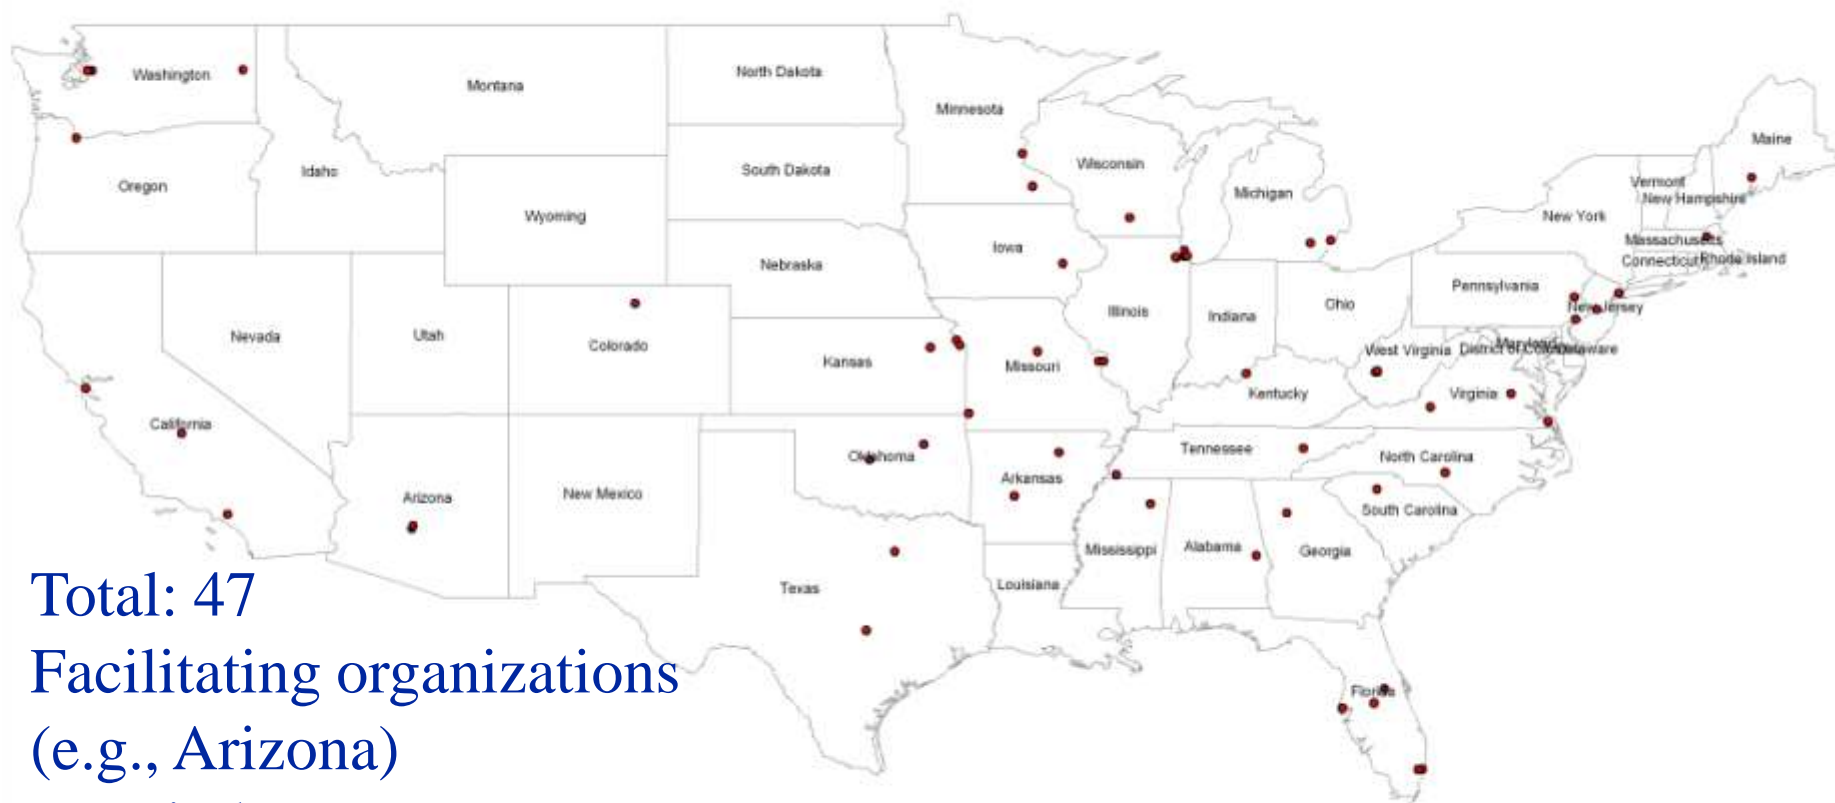 Washington
Montana
North Dakota
Minnesota
Maine
Oregon
Idaho
South Dakota
Wisconsin
Michigan
Vermont
New Hampshire
Wyoming
New York
Massachusetts
Iowa
Nebraska
Connecticut
Rhode Island
Pennsylvania
Nevada
Utah
Colorado
Illinois
Indiana
Ohio
New Jersey
Kansas
Missouri
West Virginia
Maryland
Delaware
Kentucky
Virginia
California
Oklahoma
Tennessee
North Carolina
Arizona
New Mexico
Arkansas
South Carolina
Mississippi
Alabama
Georgia
Texas
Louisiana
Florida
Total: 47
Facilitating organizations
(e.g., Arizona)